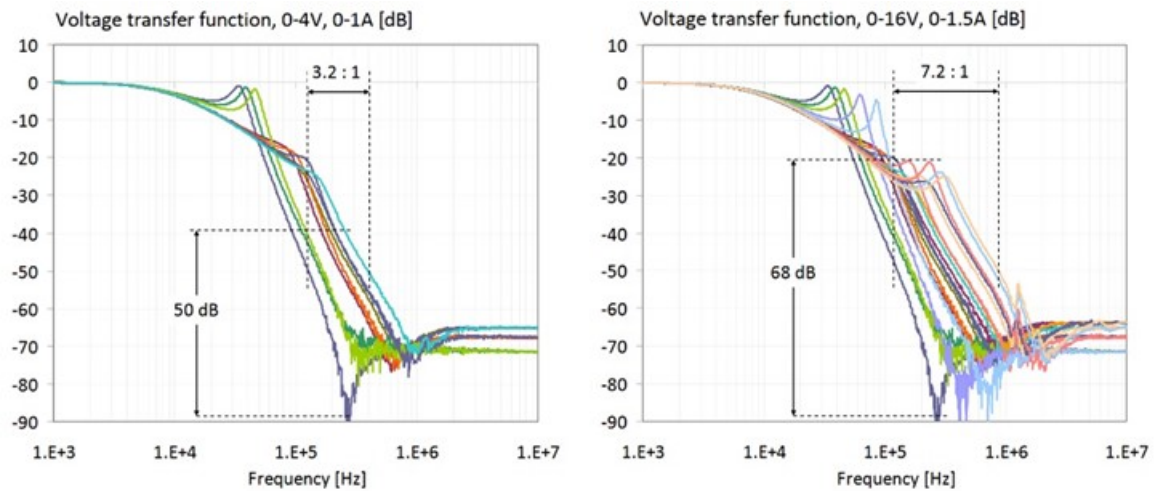 Voltage transfer function, 0-4V, 0-1A [dB]
10
0
-10
-20
-30
-40
-50
-60
-70
-80
-90
3.2 : 1
50 dB
1.E+3 1.E+4 1.E+5 1.E+6 1.E+7
Frequency [Hz]
Voltage transfer function, 0-16V, 0-1.5A [dB]
10
0
-10
-20
-30
-40
-50
-60
-70
-80
-90
7.2 : 1
68 dB
1.E+3 1.E+4 1.E+5 1.E+6 1.E+7
Frequency [Hz]